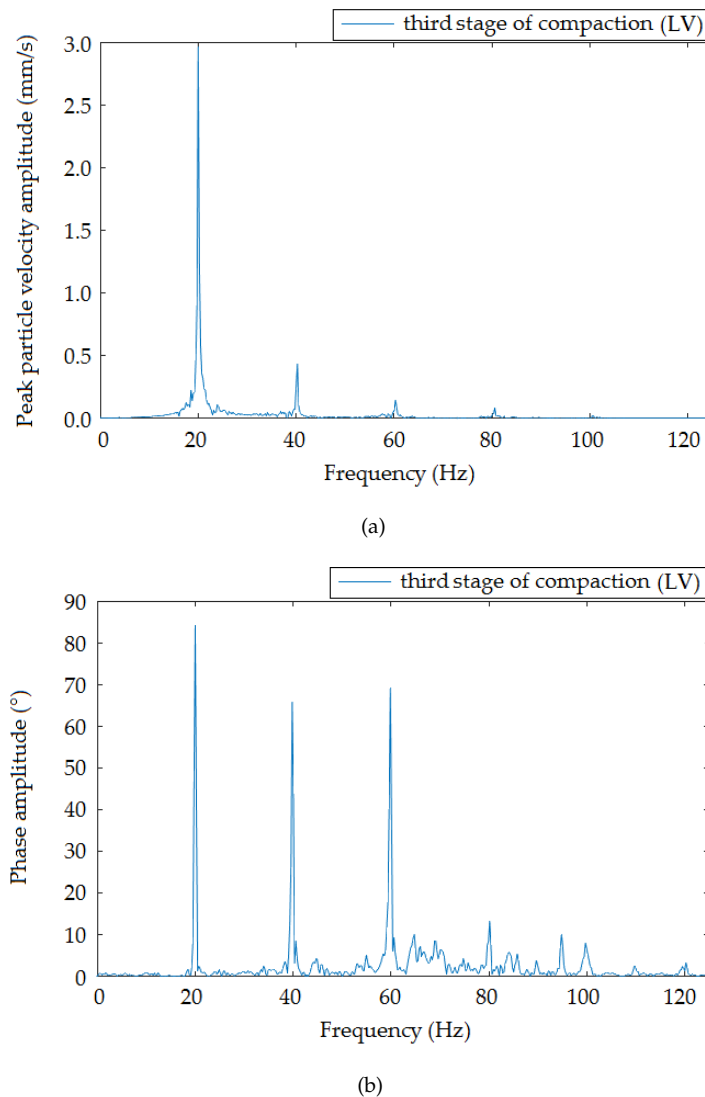 third stage of compaction (LV)
Peak particle velocity amplitude (mm/s)
3.0
2.5
2.0
1.5
1.0
0.5
0.0
0 20 40 60 80 100 120
Frequency (Hz)
(a)
third stage of compaction (LV)
Phase amplitude (°)
90
80
70
60
50
40
30
20
10
0
0 20 40 60 80 100 120
Frequency (Hz)
(b)